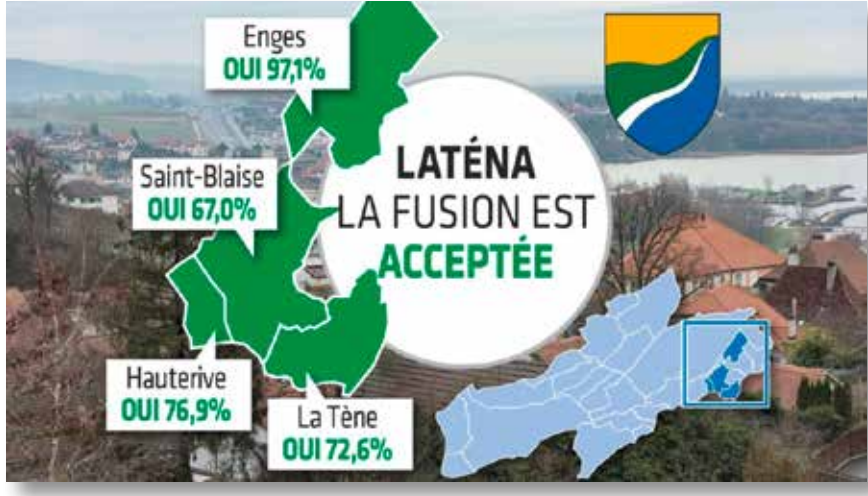 Enges
OUI 97,1%
Saint-Blaise
OUI 67,0%
LATÉNA
LA FUSION EST
ACCEPTÉE
Hauterive
OUI 76,9%
La Tène
OUI 72,6%